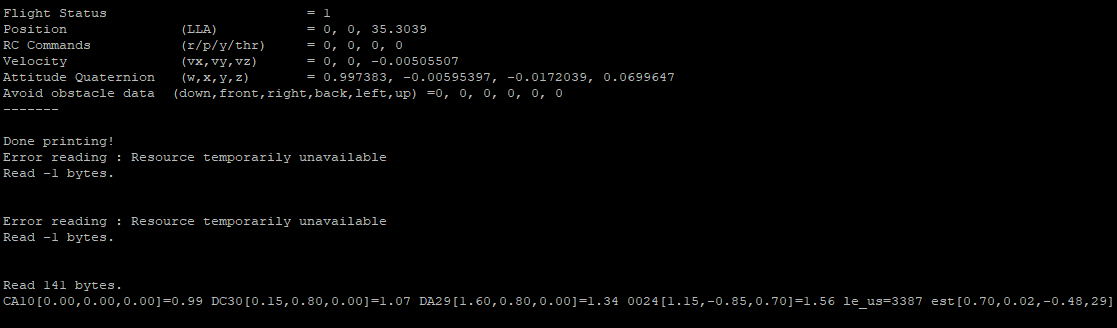 Flight Status = 1
Position (LLA) = 0, 0, 35.3039
RC Commands (r/p/y/thr) = 0, 0, 0, 0
Velocity (vx,vy,vz) = 0, 0, -0.00505507
Attitude Quaternion (w,x,y,z) = 0.997383, -0.00595397, -0.0172039, 0.0699647
Avoid obstacle data (down,front,right,back,left,up) =0, 0, 0, 0, 0, 0
-------
Done printing!
Error reading : Resource temporarily unavailable
Read -1 bytes.
Error reading : Resource temporarily unavailable
Read -1 bytes.
Read 141 bytes.
CA10[0.00,0.00,0.00]=0.99 DC30[0.15,0.80,0.00]=1.07 DA29[1.60,0.80,0.00]=1.34 0024[1.15,-0.85,0.70]=1.56 le_us=3387 est[0.70,0.02,-0.48,29]